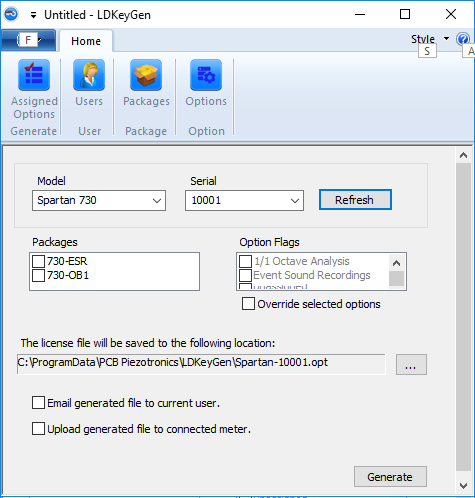 Untitled - LDKeyGen
F
Home
Style
S
A
Assigned Options
Users
Packages
Options
Generate
User
Package
Option
Model
Serial
Spartan 730
10001
Refresh
Packages
Option Flags
730-ESR
730-OB1
1/1 Octave Analysis
Event Sound Recordings
Override selected options
The license file will be saved to the following location:
C:\ProgramData\PCB Piezotronics\LDKeyGen\Spartan-10001.opt
...
Email generated file to current user.
Upload generated file to connected meter.
Generate